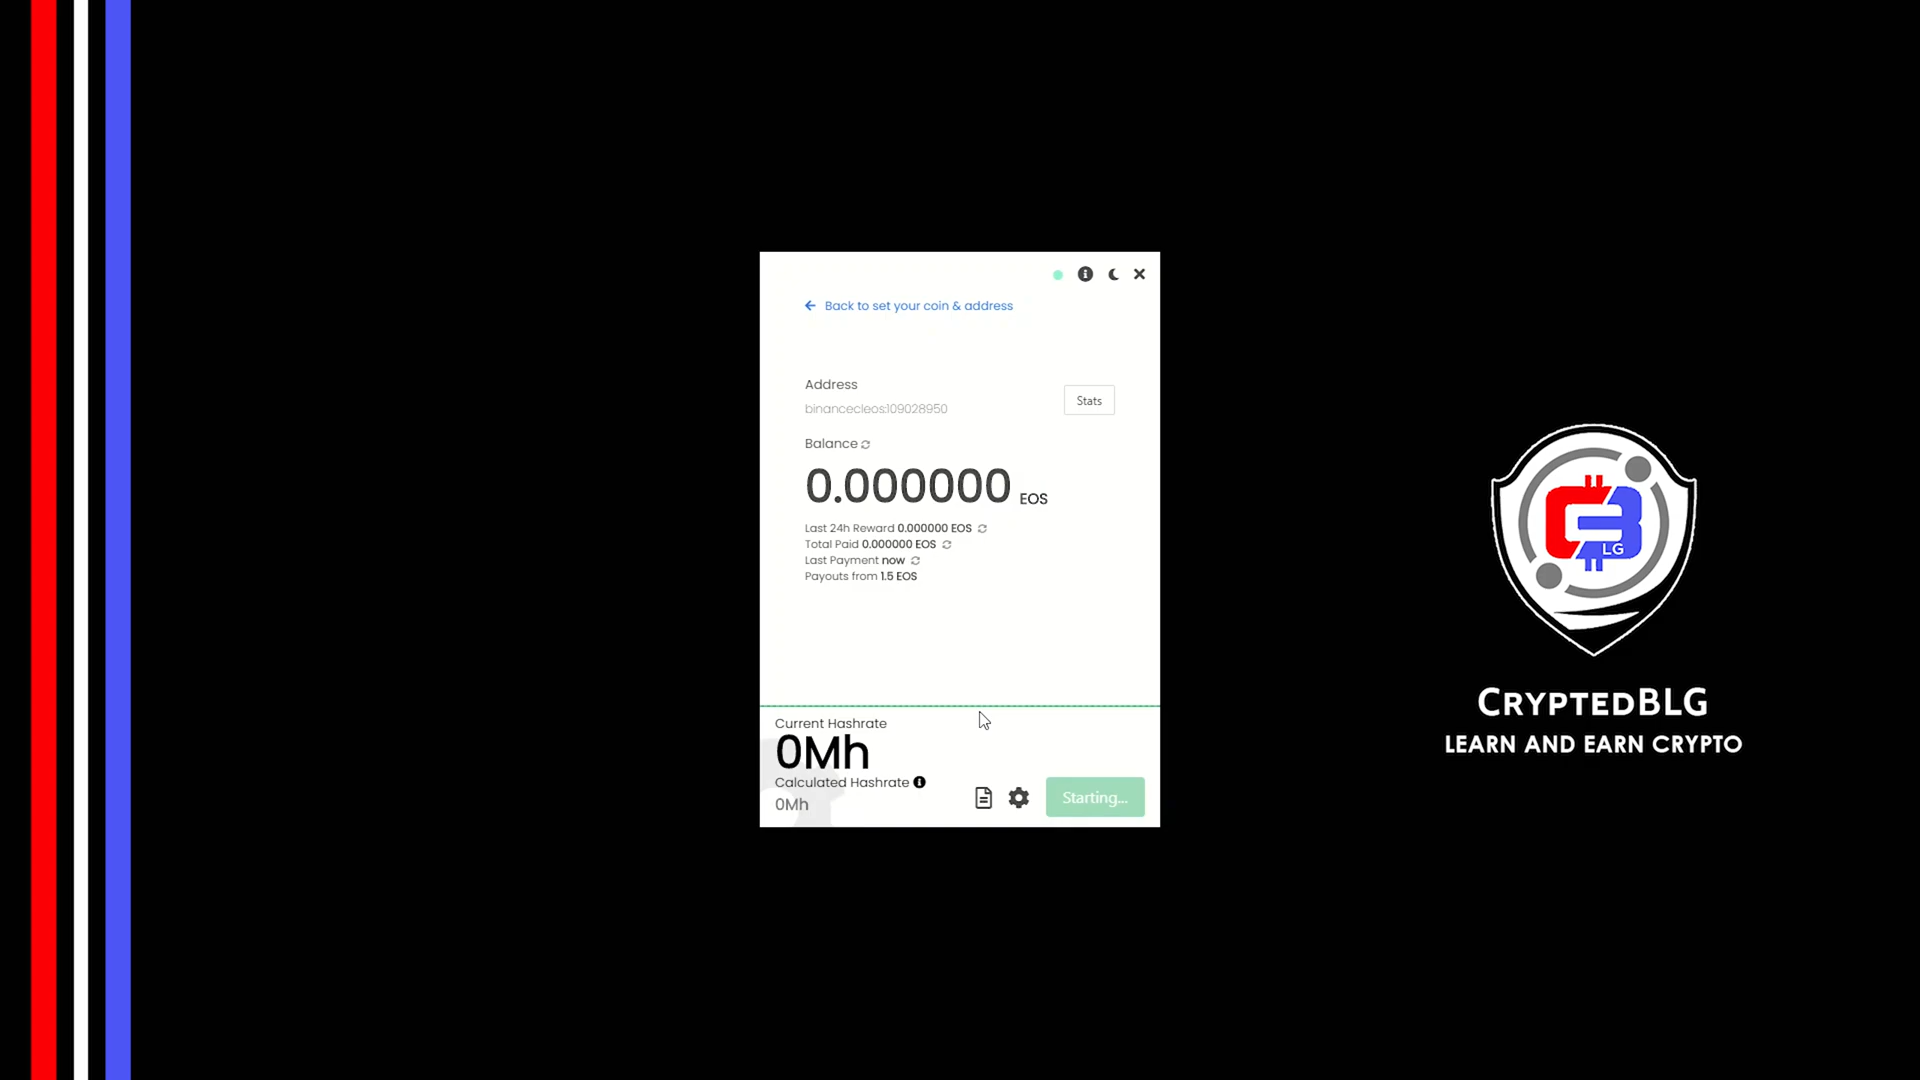 Back to set your coin & address
Address
binancecleos:109028950
Stats
Balance
0.000000 EOS
Last 24h Reward 0.000000 EOS
Total Paid 0.000000 EOS
Last Payment now
Payouts from 1.5 EOS
Current Hashrate
0Mh
Calculated Hashrate
0Mh
Starting...
CB
LG
CRYPTEDBLG
LEARN AND EARN CRYPTO